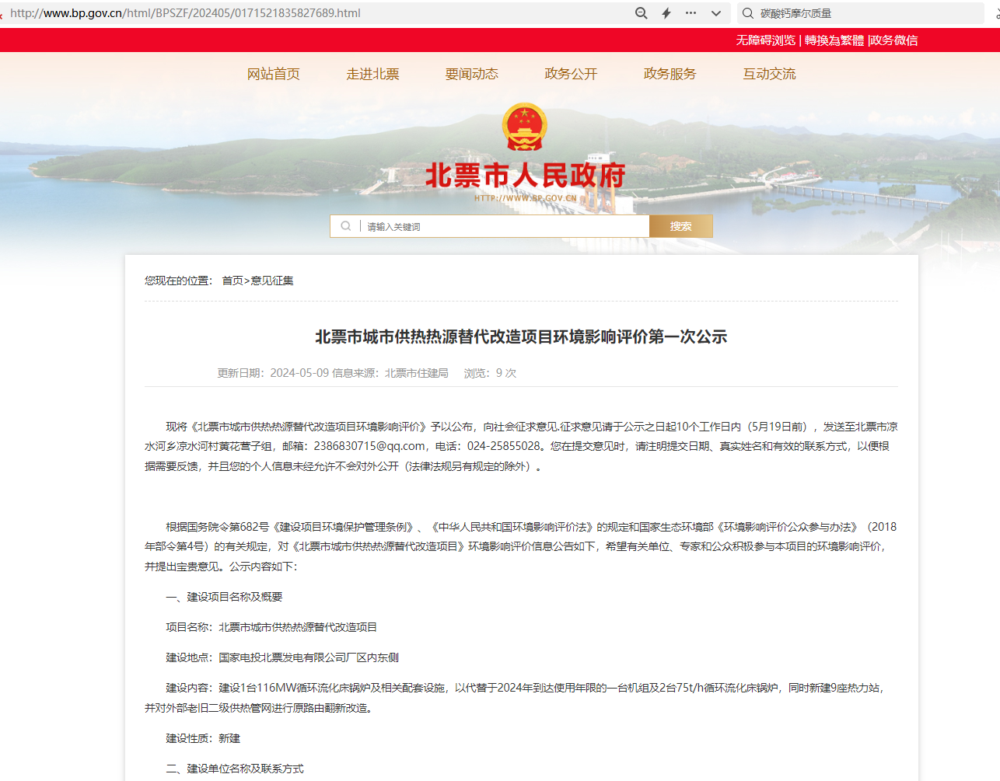 http://www.bp.gov.cn/html/BPSZF/202405/0171521835827689.html
碳酸钙摩尔质量
无障碍浏览 | 轉換為繁體 |政务微信
网站首页 走进北票 要闻动态 政务公开 政务服务 互动交流
北票市人民政府
HTTP://WWW.BP.GOV.CN
请输入关键词 搜索
您现在的位置： 首页>意见征集
北票市城市供热热源替代改造项目环境影响评价第一次公示
更新日期：2024-05-09 信息来源：北票市住建局 浏览：9 次
现将《北票市城市供热热源替代改造项目环境影响评价》予以公布，向社会征求意见.征求意见请于公示之日起10个工作日内（5月19日前），发送至北票市凉
水河乡凉水河村黄花营子组，邮箱：2386830715@qq.com，电话：024-25855028。您在提交意见时，请注明提交日期、真实姓名和有效的联系方式，以便根
据需要反馈，并且您的个人信息未经允许不会对外公开（法律法规另有规定的除外）。
根据国务院令第682号《建设项目环境保护管理条例》、《中华人民共和国环境影响评价法》的规定和国家生态环境部《环境影响评价公众参与办法》（2018
年部令第4号）的有关规定，对《北票市城市供热热源替代改造项目》环境影响评价信息公告如下，希望有关单位、专家和公众积极参与本项目的环境影响评价，
并提出宝贵意见。公示内容如下：
一、建设项目名称及概要
项目名称：北票市城市供热热源替代改造项目
建设地点：国家电投北票发电有限公司厂区内东侧
建设内容：建设1台116MW循环流化床锅炉及相关配套设施，以代替于2024年到达使用年限的一台机组及2台75t/h循环流化床锅炉，同时新建9座热力站，
并对外部老旧二级供热管网进行原路由翻新改造。
建设性质：新建
二、建设单位名称及联系方式